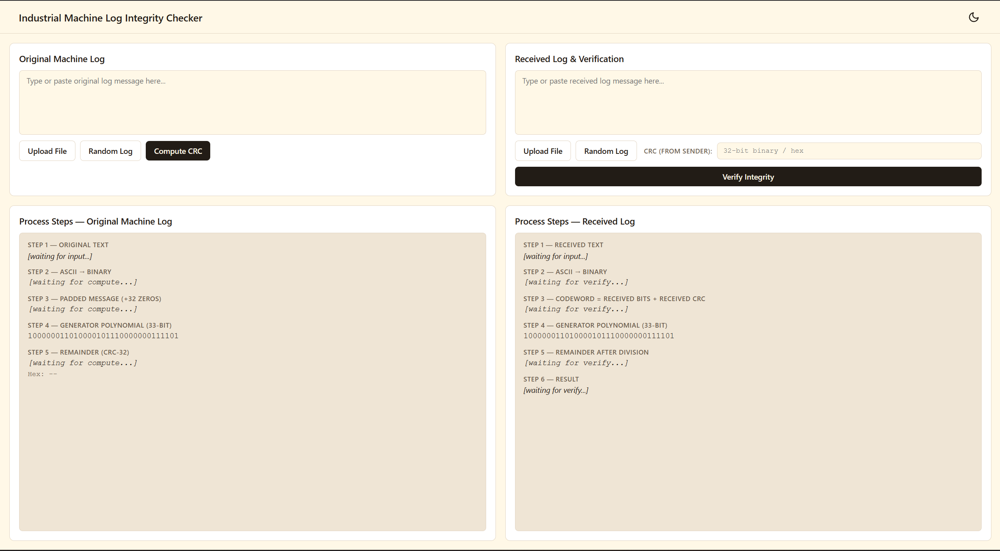 Industrial Machine Log Integrity Checker
Original Machine Log
Type or paste original log message here...
Upload File
Random Log
Compute CRC
Received Log & Verification
Type or paste received log message here...
Upload File
Random Log
CRC (FROM SENDER):
32-bit binary / hex
Verify Integrity
Process Steps — Original Machine Log
STEP 1 — ORIGINAL TEXT
[waiting for input...]
STEP 2 — ASCII → BINARY
[waiting for compute...]
STEP 3 — PADDED MESSAGE (+32 ZEROS)
[waiting for compute...]
STEP 4 — GENERATOR POLYNOMIAL (33-BIT)
100000011010000101110000000111101
STEP 5 — REMAINDER (CRC-32)
[waiting for compute...]
Hex: --
Process Steps — Received Log
STEP 1 — RECEIVED TEXT
[waiting for input...]
STEP 2 — ASCII → BINARY
[waiting for verify...]
STEP 3 — CODEWORD = RECEIVED BITS + RECEIVED CRC
[waiting for verify...]
STEP 4 — GENERATOR POLYNOMIAL (33-BIT)
100000011010000101110000000111101
STEP 5 — REMAINDER AFTER DIVISION
[waiting for verify...]
STEP 6 — RESULT
[waiting for verify...]